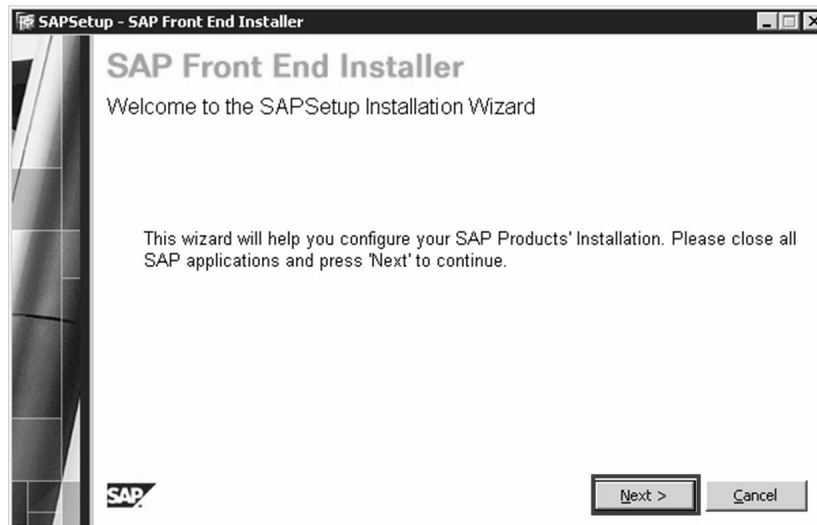 SAPSetup - SAP Front End Installer
SAP Front End Installer
Welcome to the SAPSetup Installation Wizard
This wizard will help you configure your SAP Products' Installation. Please close all
SAP applications and press 'Next' to continue.
SAP
Next >
Cancel